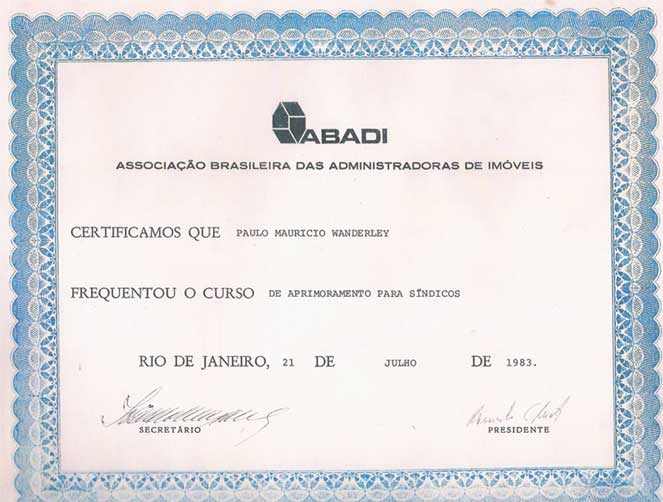 ABADI
ASSOCIAÇÃO BRASILEIRA DAS ADMINISTRADORAS DE IMÓVEIS
CERTIFICAMOS QUE PAULO MAURICIO WANDERLEY
FREQUENTOU O CURSO DE APRIMORAMENTO PARA SÍNDICOS
RIO DE JANEIRO, 21 DE JULHO DE 1983.
SECRETÁRIO PRESIDENTE